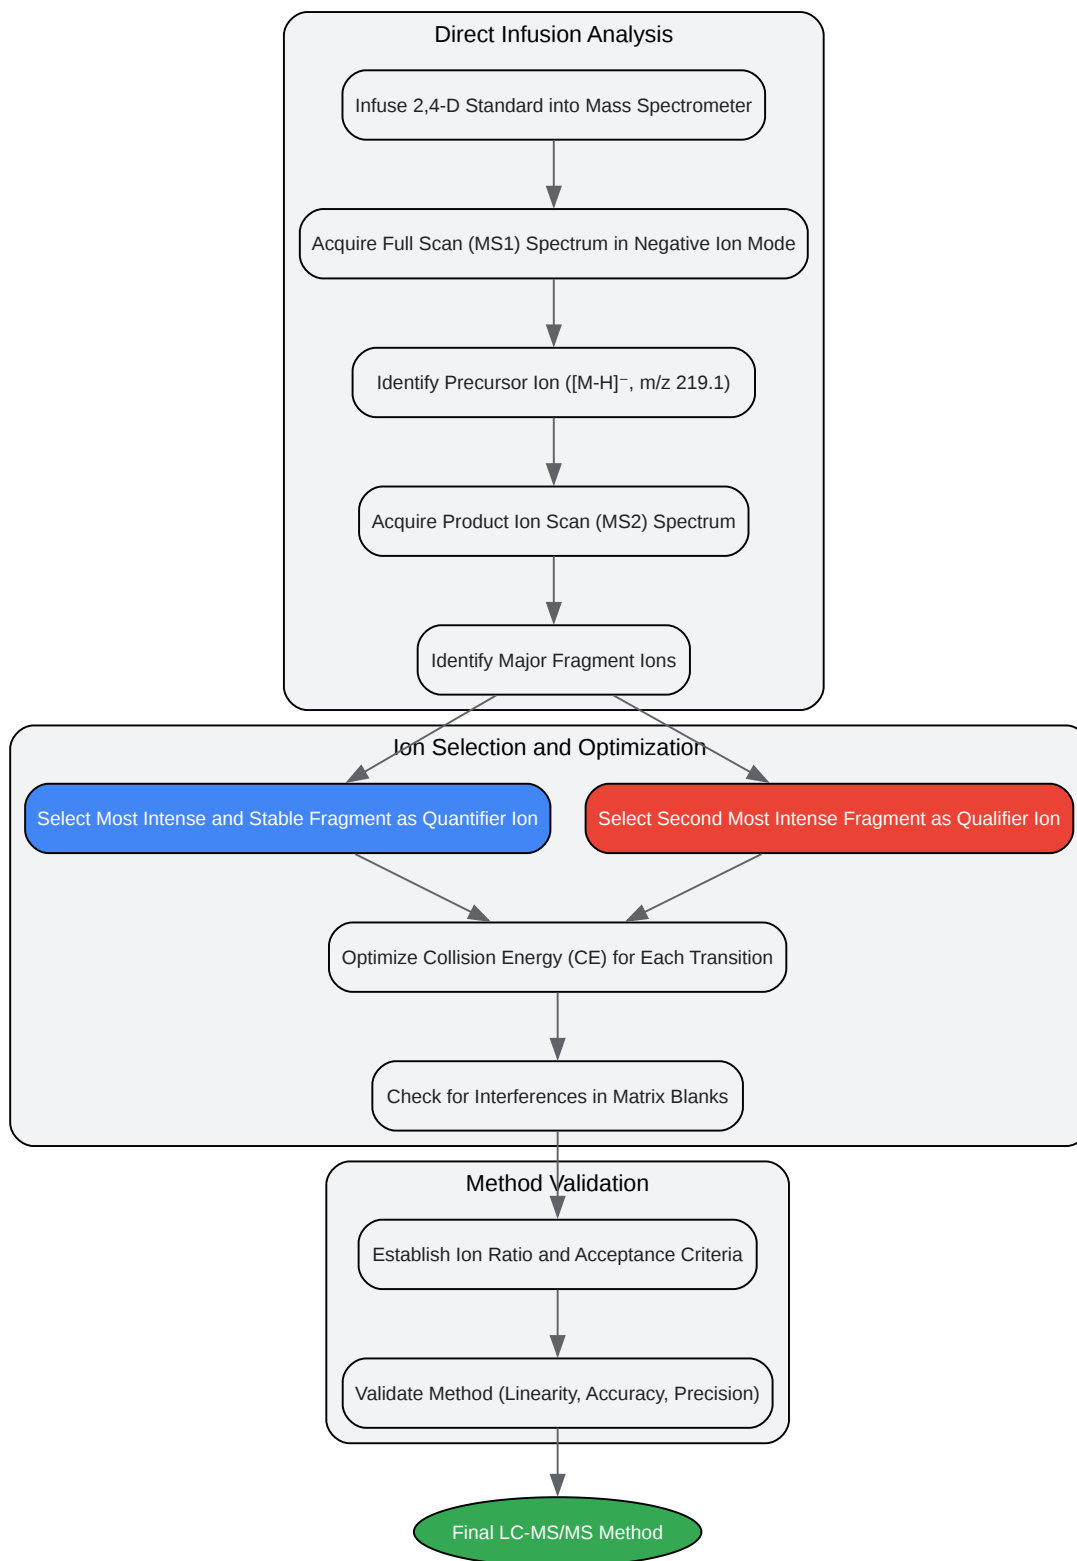 Direct Infusion Analysis
Infuse 2,4-D Standard into Mass Spectrometer
Acquire Full Scan (MS1) Spectrum in Negative Ion Mode
Identify Precursor Ion ([M-H]⁻, m/z 219.1)
Acquire Product Ion Scan (MS2) Spectrum
Identify Major Fragment Ions
Ion Selection and Optimization
Select Most Intense and Stable Fragment as Quantifier Ion
Select Second Most Intense Fragment as Qualifier Ion
Optimize Collision Energy (CE) for Each Transition
Check for Interferences in Matrix Blanks
Method Validation
Establish Ion Ratio and Acceptance Criteria
Validate Method (Linearity, Accuracy, Precision)
Final LC-MS/MS Method